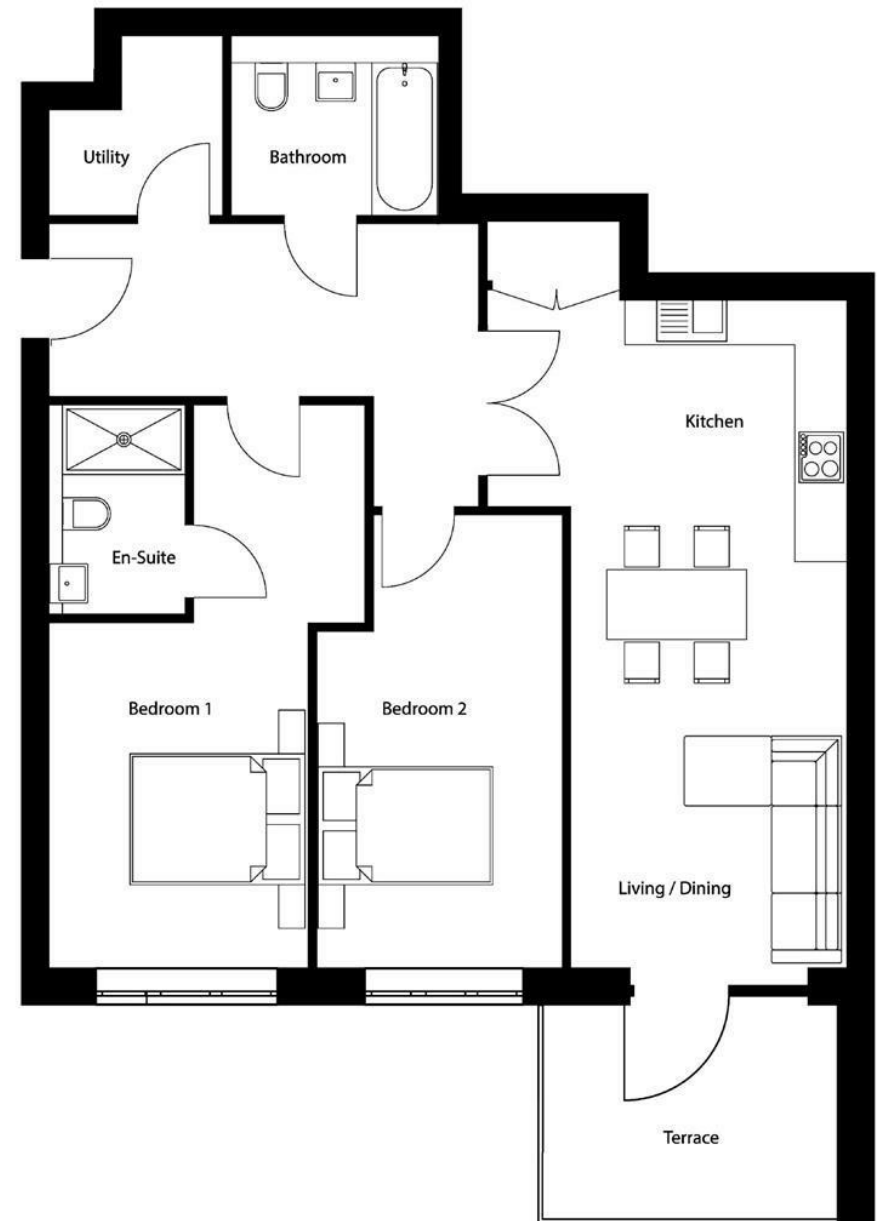 Utility
Bathroom
Kitchen
En-Suite
Bedroom 1
Bedroom 2
Living / Dining
Terrace